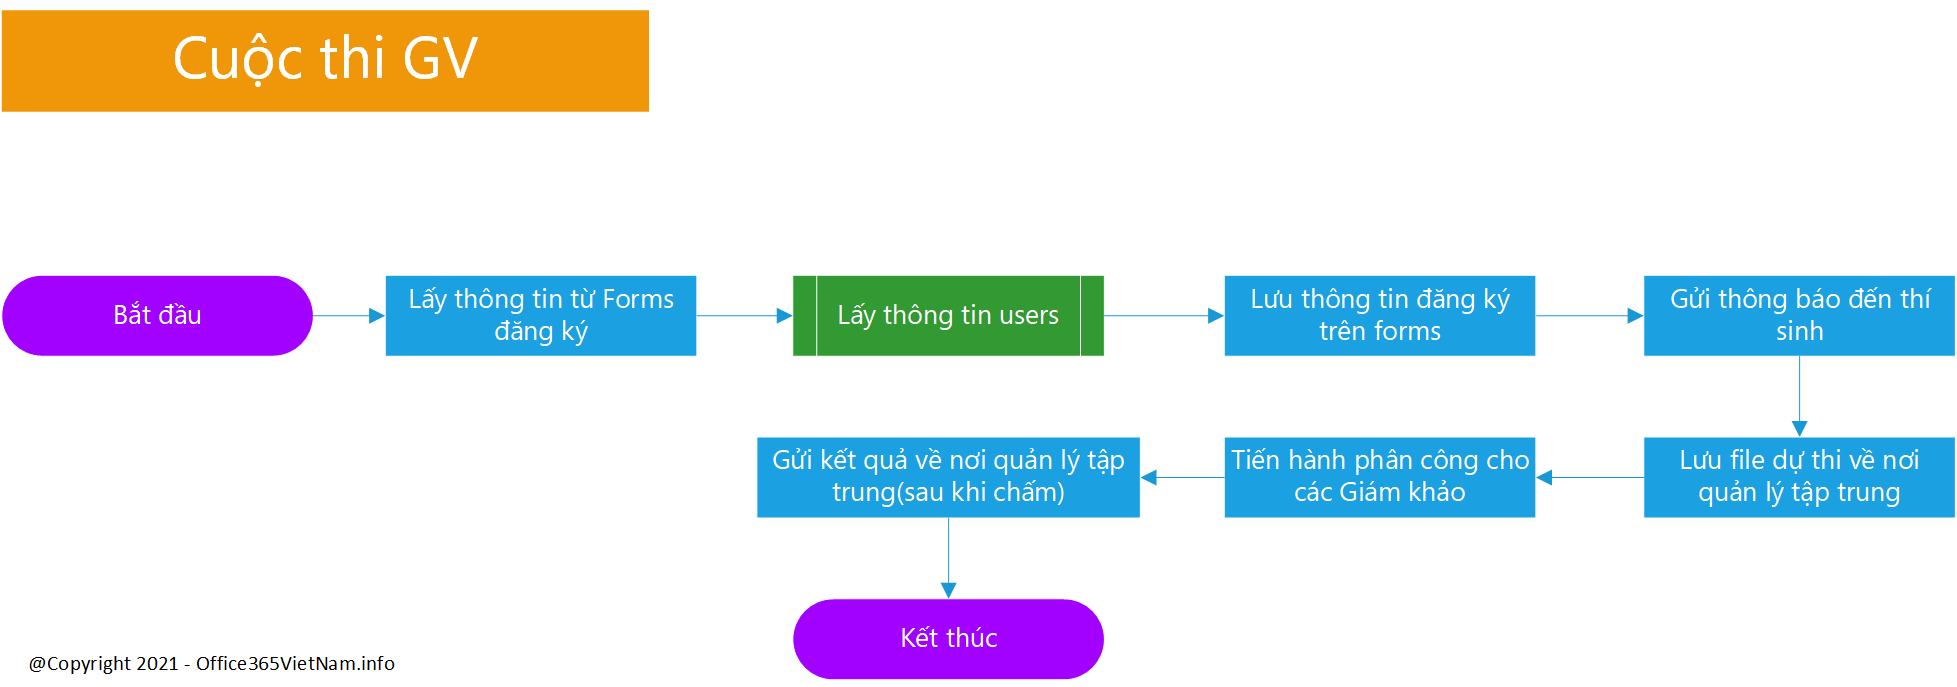 Cuộc thi GV
Bắt đầu
Lấy thông tin từ Forms
đăng ký
Lấy thông tin users
Lưu thông tin đăng ký
trên forms
Gửi thông báo đến thí
sinh
Lưu file dự thi về nơi
quản lý tập trung
Tiến hành phân công cho
các Giám khảo
Gửi kết quả về nơi quản lý tập
trung(sau khi chấm)
Kết thúc
@Copyright 2021 - Office365VietNam.info